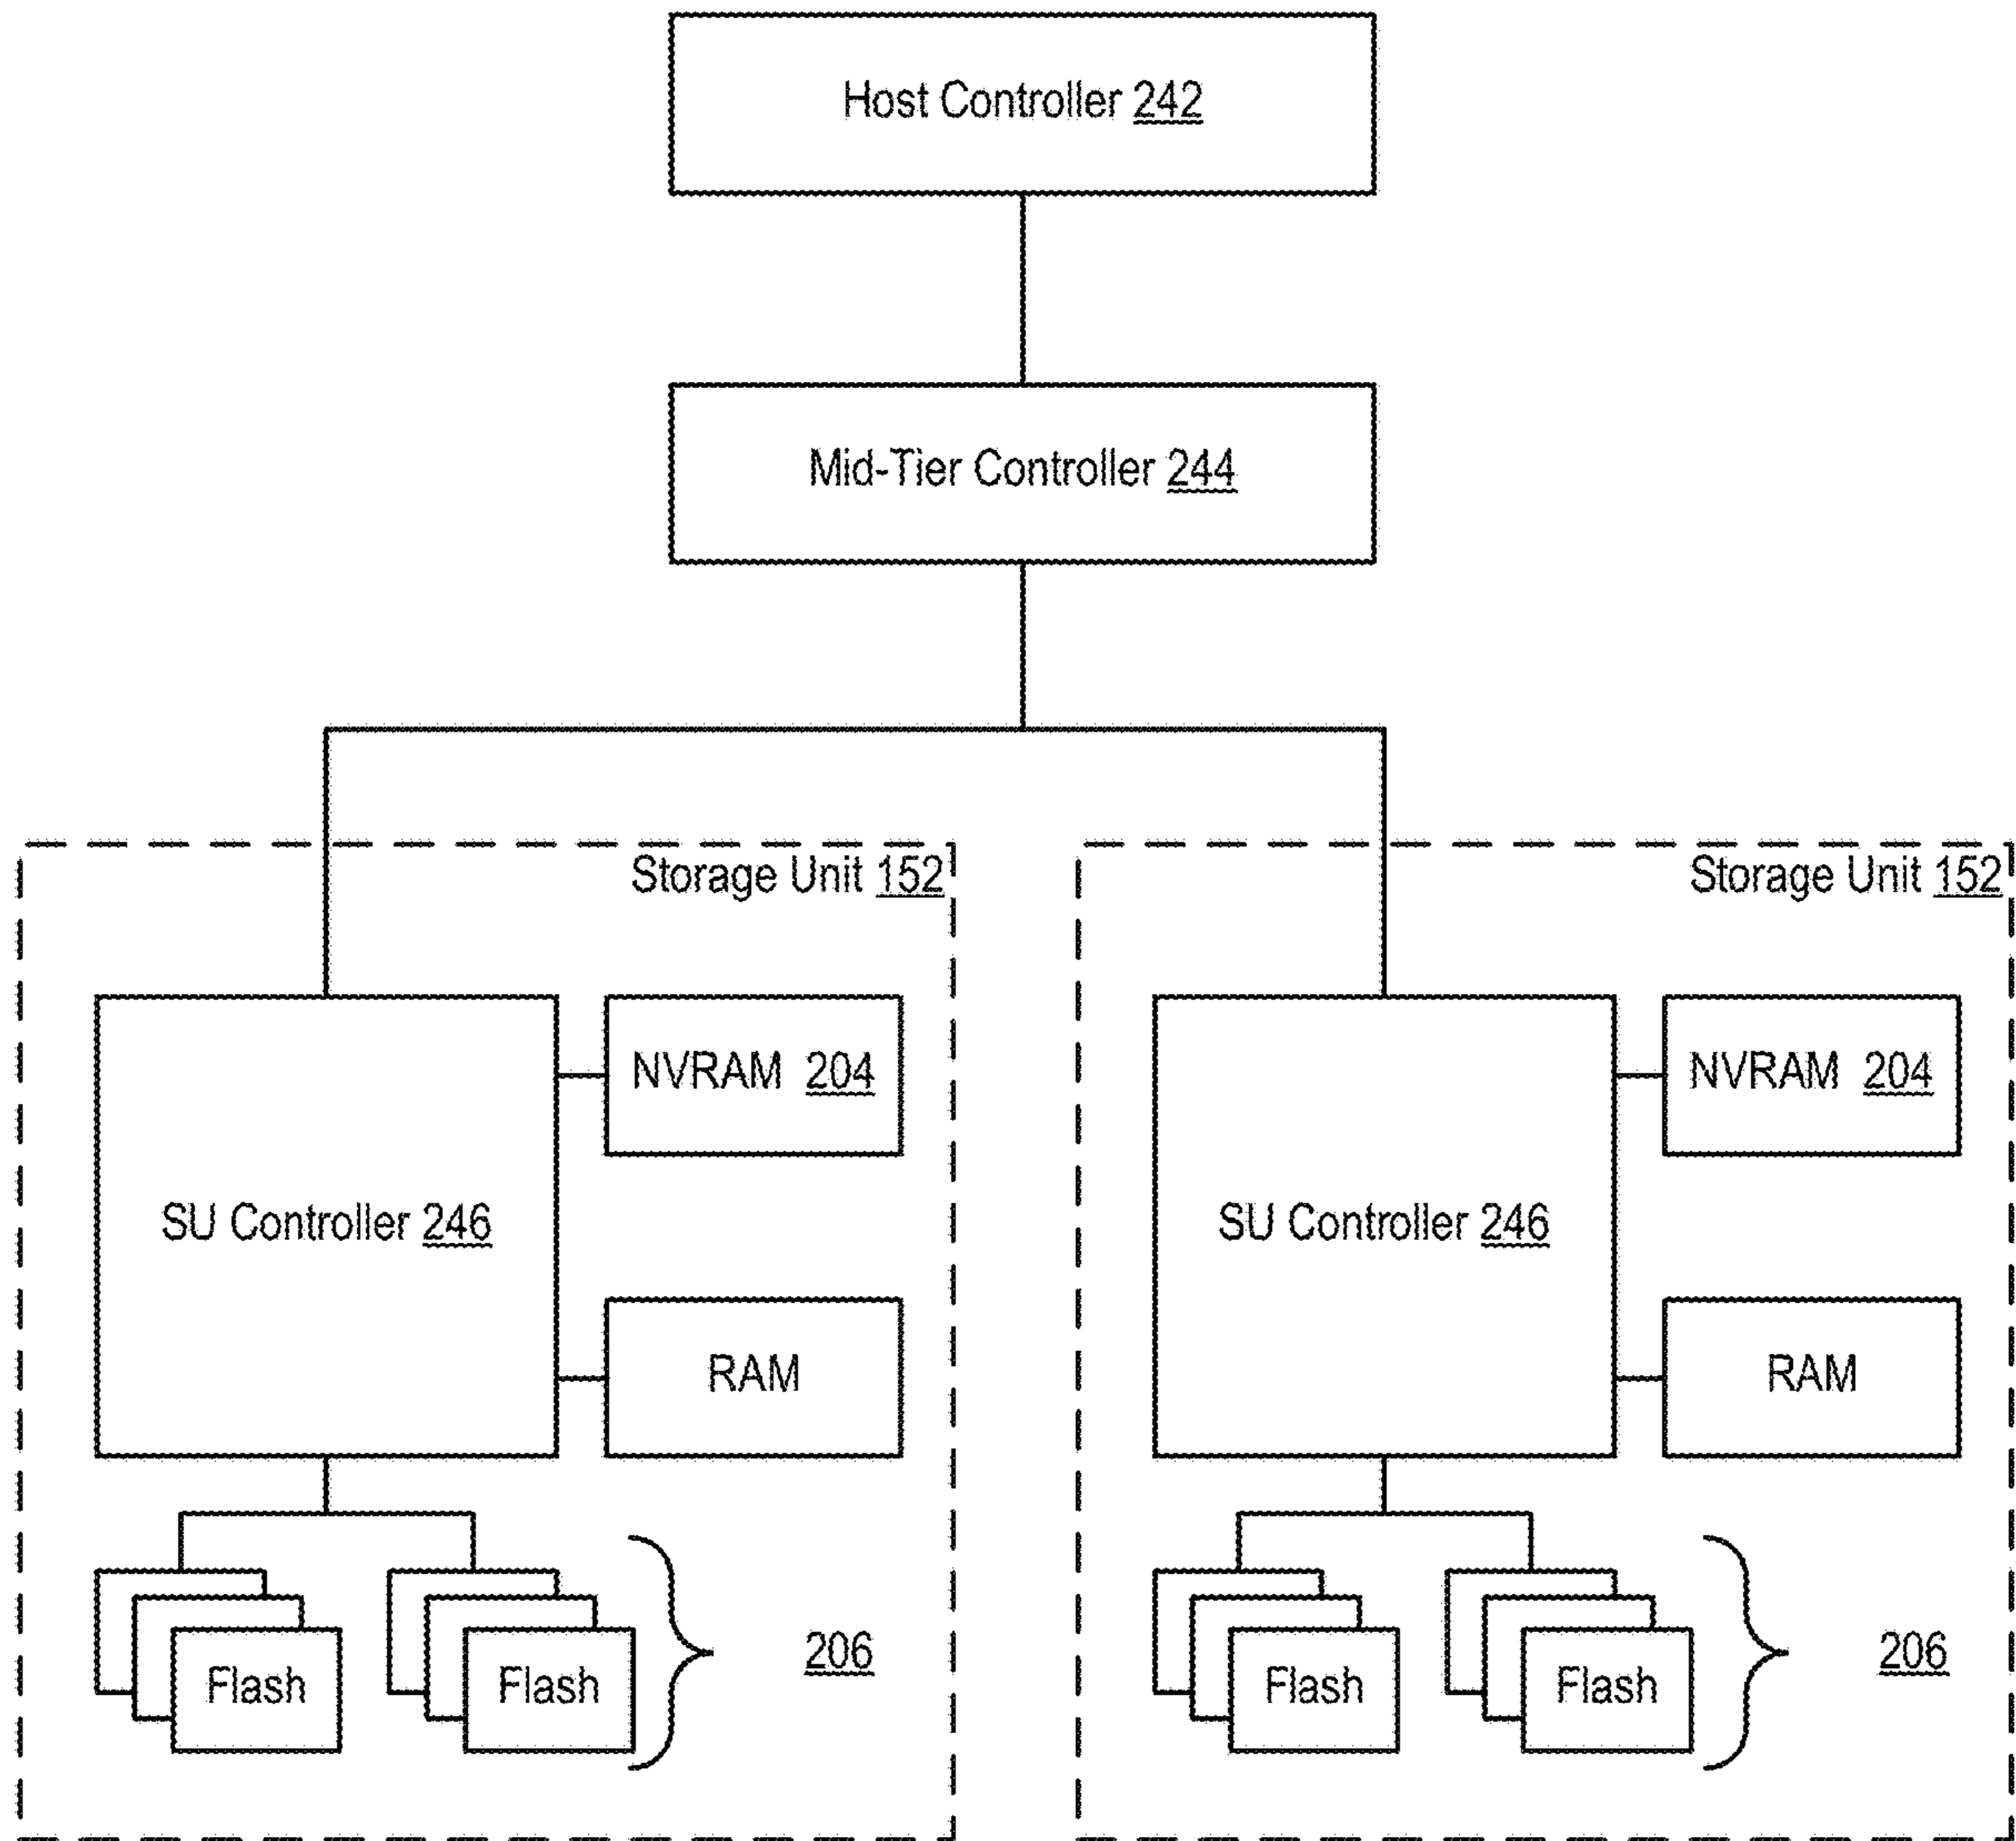 Host Controller 242
Mid-Tier Controller 244
Storage Unit 152
Storage Unit 152
NVRAM 204
NVRAM 204
SU Controller 246
SU Controller 246
RAM
RAM
206
206
Flash
Flash
Flash
Flash